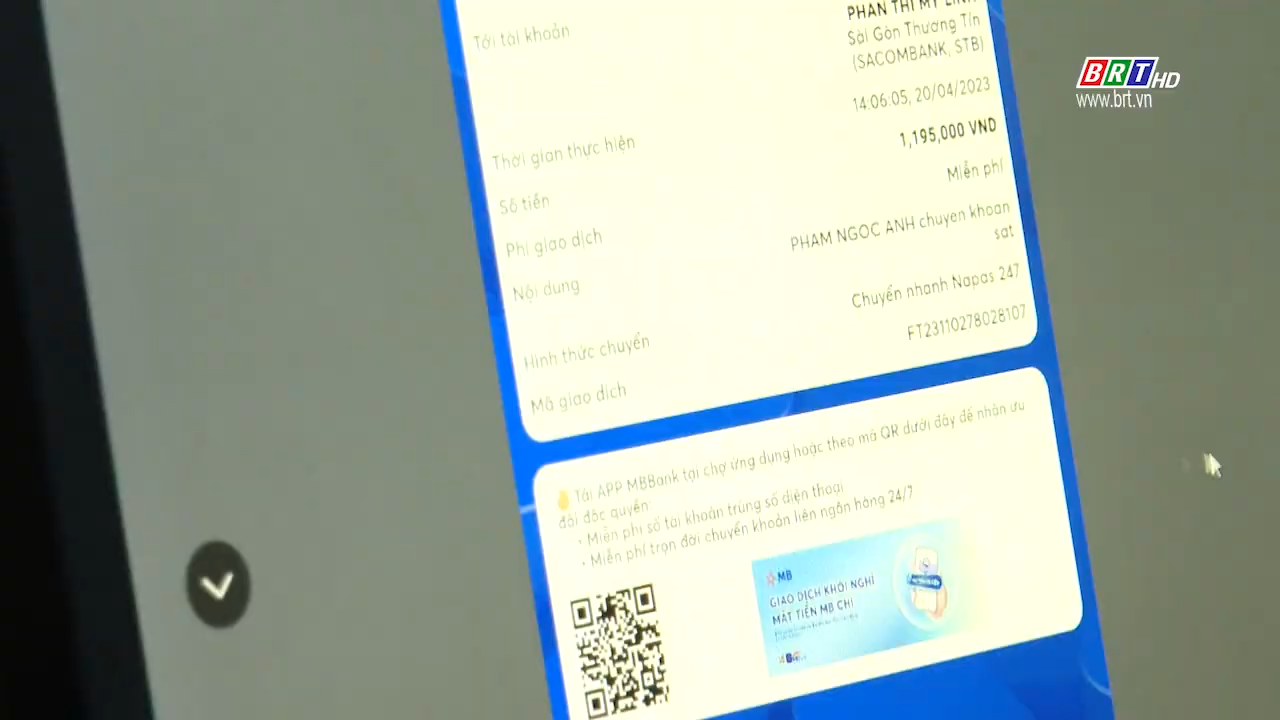 PHAN THI MY LINH
Tới tài khoản
Sài Gòn Thương Tín
(SACOMBANK, STB)
14:06:05, 20/04/2023
Thời gian thực hiện
1,195,000 VND
Số tiền
Miễn phí
Phí giao dịch
PHAM NGOC ANH chuyen khoan
sat
Nội dung
Chuyển nhanh Napas 247
Hình thức chuyển
FT23110278028107
Mã giao dịch
Tải APP MBBank tại chợ ứng dụng hoặc theo mã QR dưới đây để nhận ưu
đãi độc quyền
• Miễn phí số tài khoản trùng số điện thoại
• Miễn phí trọn đời chuyển khoản liên ngân hàng 24/7
MB
GIAO DỊCH KHỎI NGHĨ
MẤT TIỀN MB CHI
BRT HD
www.brt.vn